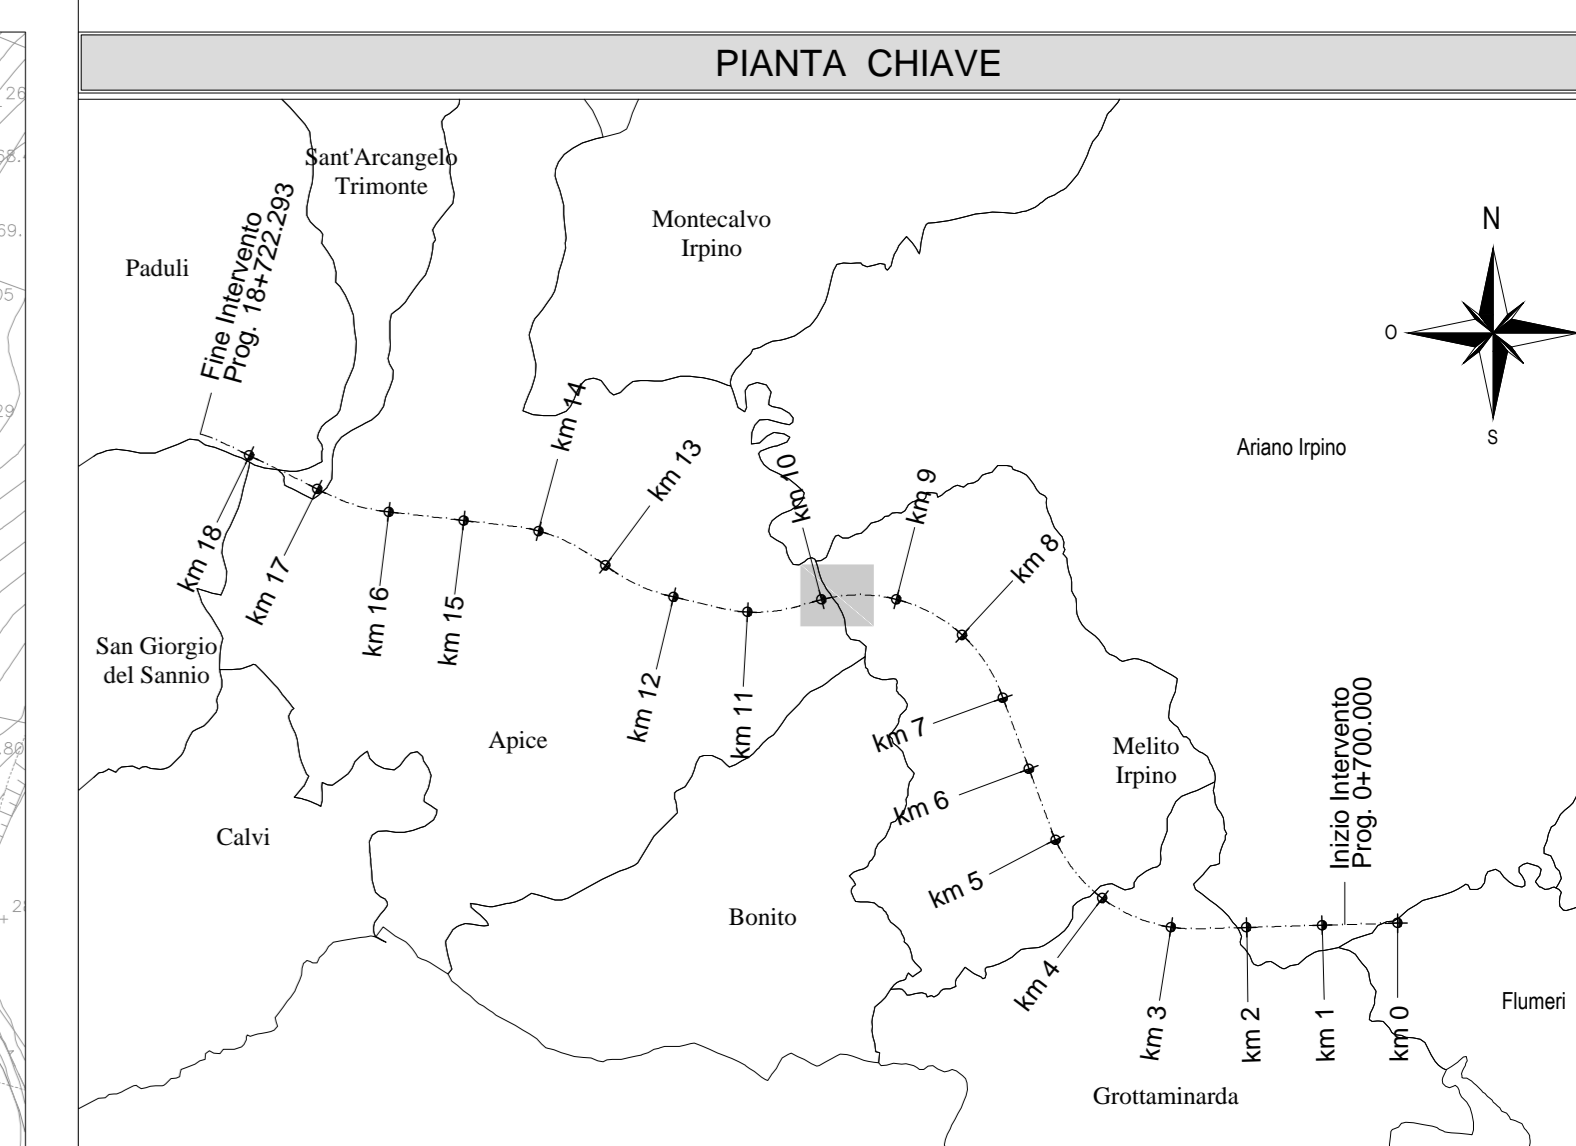 PIANTA CHIAVE
Sant'Arcangelo
Trimonte
Montecalvo
Irpino
Paduli
Fine Intervento
Prog. 18+722.293
N
O
S
Ariano Irpino
km 14
km 13
km 10
km 9
km 8
km 18
km 17
km 16
km 15
km 12
km 11
km 7
km 6
km 5
km 4
km 3
km 2
km 1
km 0
San Giorgio
del Sannio
Apice
Melito
Irpino
Inizio Intervento
Prog. 0+700.000
Calvi
Bonito
Flumeri
Grottaminarda